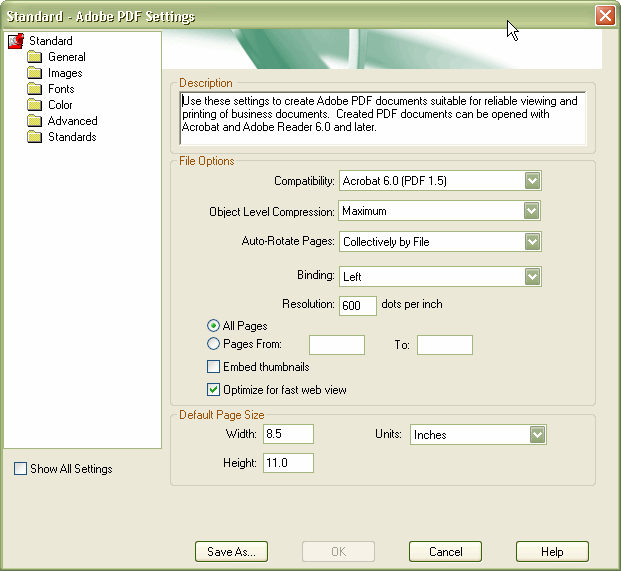 Standard - Adobe PDF Settings
Standard
General
Images
Fonts
Color
Advanced
Standards
Show All Settings
Description
Use these settings to create Adobe PDF documents suitable for reliable viewing and
printing of business documents.  Created PDF documents can be opened with
Acrobat and Adobe Reader 6.0 and later.
File Options
Compatibility: Acrobat 6.0 (PDF 1.5)
Object Level Compression: Maximum
Auto-Rotate Pages: Collectively by File
Binding: Left
Resolution: 600 dots per inch
All Pages
Pages From: To:
Embed thumbnails
Optimize for fast web view
Default Page Size
Width: 8.5 Units: Inches
Height: 11.0
Save As... OK Cancel Help